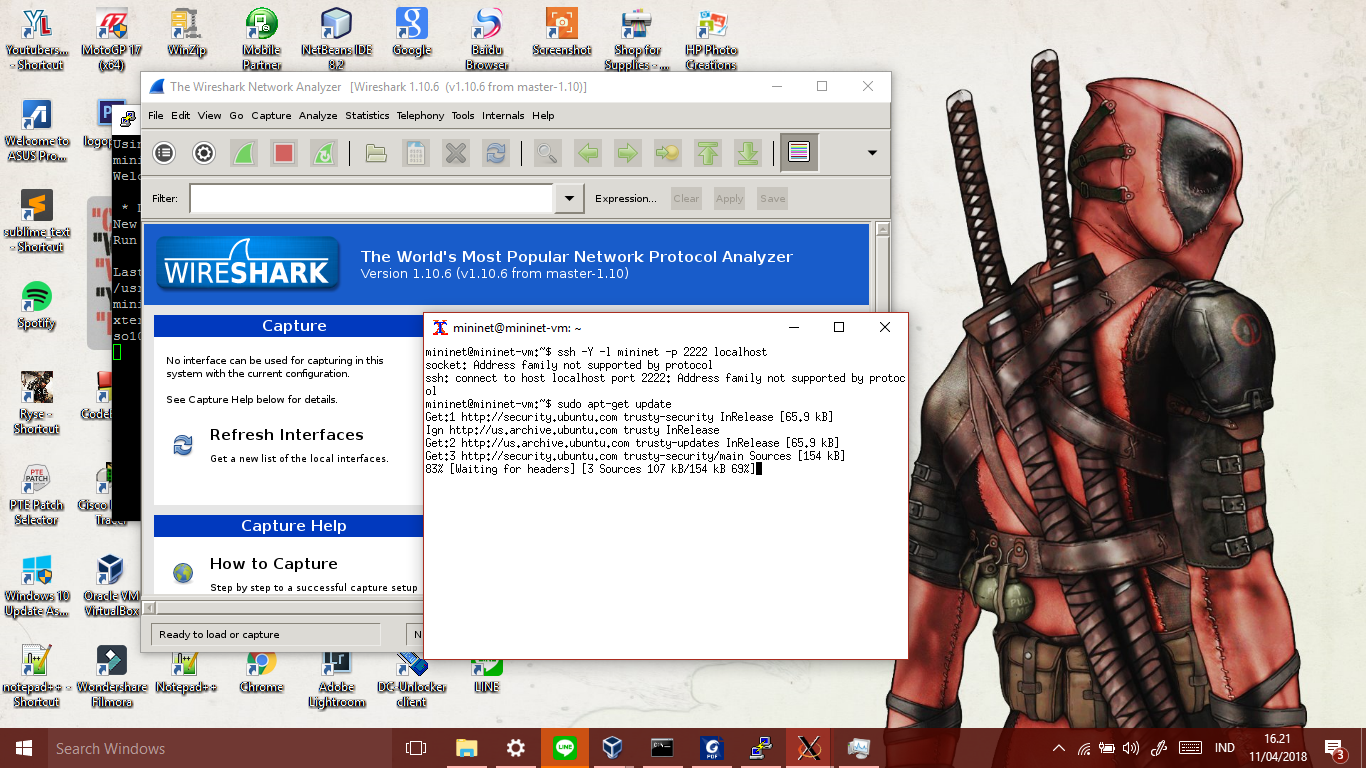 Youtubers... - Shortcut
MotoGP 17 (x64)
WinZip
Mobile Partner
NetBeans IDE 8.2
Google
Baidu Browser
Screenshot
Shop for Supplies - ...
HP Photo Creations
The Wireshark Network Analyzer [Wireshark 1.10.6 (v1.10.6 from master-1.10)]
File Edit View Go Capture Analyze Statistics Telephony Tools Internals Help
Filter:
Expression... Clear Apply Save
WIRESHARK
The World's Most Popular Network Protocol Analyzer
Version 1.10.6 (v1.10.6 from master-1.10)
Capture
No interface can be used for capturing in this
system with the current configuration.
See Capture Help below for details.
Refresh Interfaces
Get a new list of the local interfaces.
Capture Help
How to Capture
Step by step to a successful capture setup
Ready to load or capture
N
mininet@mininet-vm: ~
mininet@mininet-vm:~$ ssh -Y -l mininet -p 2222 localhost
socket: Address family not supported by protocol
ssh: connect to host localhost port 2222: Address family not supported by protoc
ol
mininet@mininet-vm:~$ sudo apt-get update
Get:1 http://security.ubuntu.com trusty-security InRelease [65.9 kB]
Ign http://us.archive.ubuntu.com trusty InRelease
Get:2 http://us.archive.ubuntu.com trusty-updates InRelease [65.9 kB]
Get:3 http://security.ubuntu.com trusty-security/main Sources [154 kB]
83% [Waiting for headers] [3 Sources 107 kB/154 kB 69%]
Usin
mini
Welc
* D
New
Run
Last
/usr
mini
xter
so10
Welcome to ASUS Pro...
logop
sublime_text - Shortcut
Spotify
Ryse - Shortcut
CodeB
PTE PATCH
PTE Patch Selector
Cisco
Tracer
Windows 10 Update As...
Oracle VM VirtualBox
notepad++ - Shortcut
Wondershare Filmora
Notepad++
Chrome
Adobe Lightroom
DC-Unlocker client
LINE
PULL
Search Windows
LINE
PDF
IND
16.21
11/04/2018
3